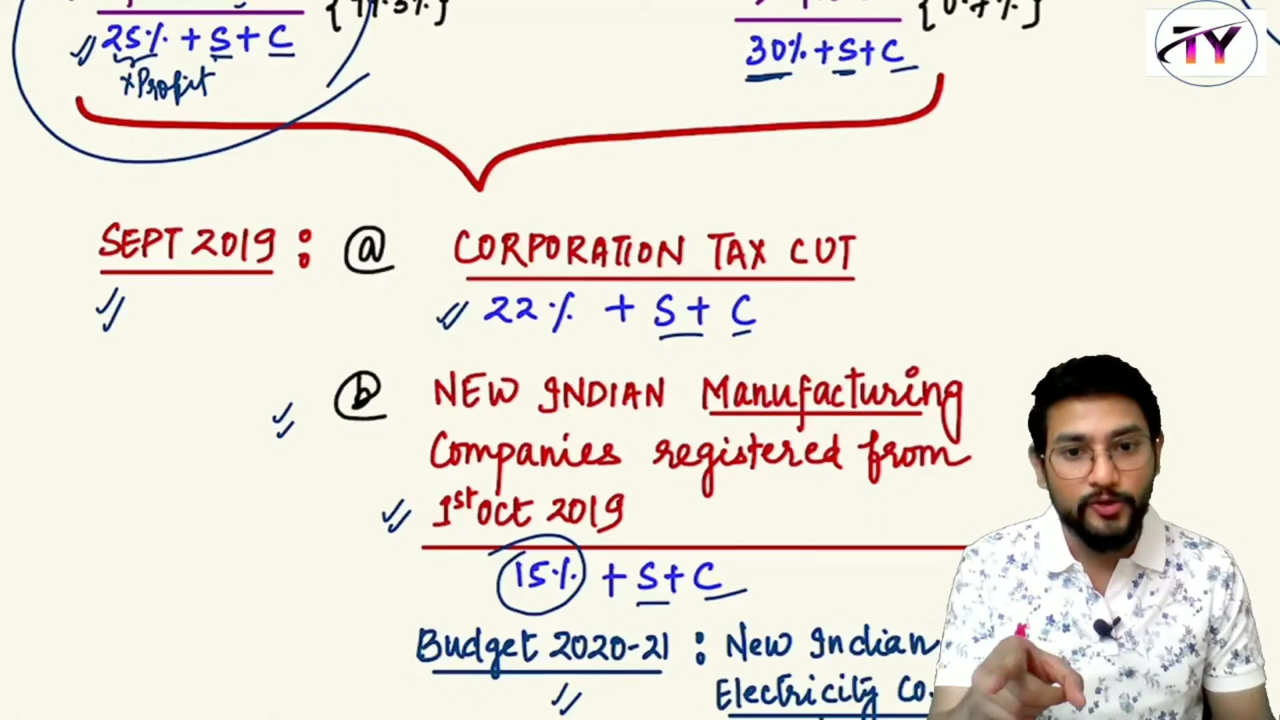 25% + S + C
30% + S + C
x Profit
TY
SEPT 2019 : @ CORPORATION TAX CUT
22% + S + C
(b) NEW INDIAN Manufacturing
Companies registered from
1st Oct 2019
15% + S + C
Budget 2020-21 : New Indian
Electricity Co.